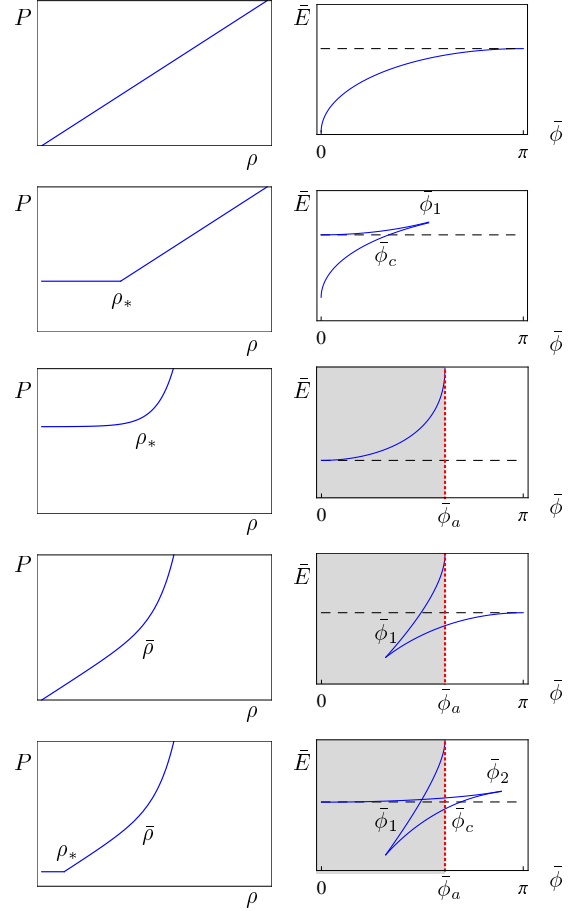 P Ē
ρ 0 π ϕ̄
P Ē ϕ̄₁
ϕ̄c
ρ∗
ρ 0 π ϕ̄
P Ē
ρ∗
ρ 0 ϕ̄a π ϕ̄
P Ē
ρ̄ ϕ̄₁
ρ 0 ϕ̄a π ϕ̄
P Ē ϕ̄₂
ρ∗ ρ̄ ϕ̄₁ ϕ̄c
ρ 0 ϕ̄a π ϕ̄